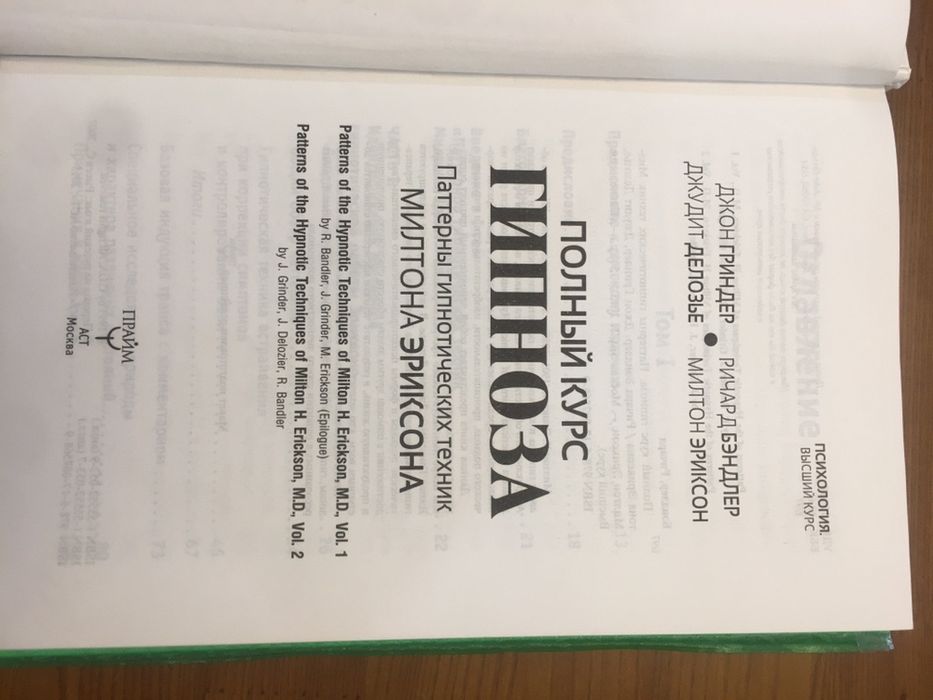 ПСИХОЛОГИЯ.
ВЫСШИЙ КУРС
ДЖОН ГРИНДЕР РИЧАРД БЭНДЛЕР
ДЖУДИТ ДЕЛОЗЬЕ • МИЛТОН ЭРИКСОН
ПОЛНЫЙ КУРС
ГИПНОЗА
Паттерны гипнотических техник
МИЛТОНА ЭРИКСОНА
Patterns of the Hypnotic Techniques of Milton H. Erickson, M.D., Vol. 1
by R. Bandler, J. Grinder, M. Erickson (Epilogue)
Patterns of the Hypnotic Techniques of Milton H. Erickson, M.D., Vol. 2
by J. Grinder, J. Delozier, R. Bandler
ПРАЙМ
АСТ
Москва